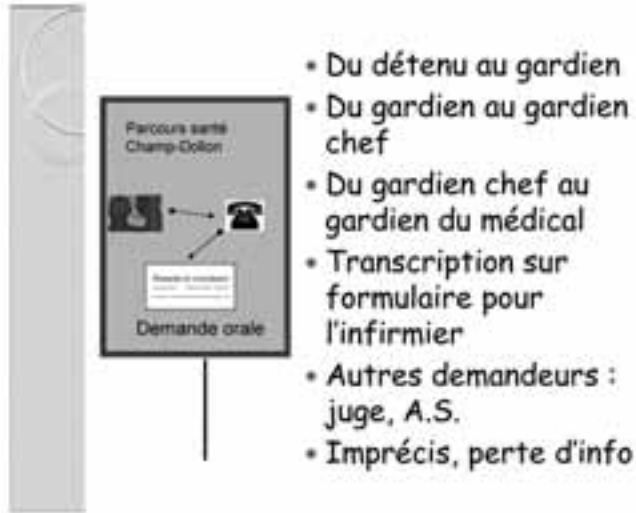 Parcours santé
Champ-Dollon
Demande orale
• Du détenu au gardien
• Du gardien au gardien
chef
• Du gardien chef au
gardien du médical
• Transcription sur
formulaire pour
l'infirmier
• Autres demandeurs :
juge, A.S.
• Imprécis, perte d'info